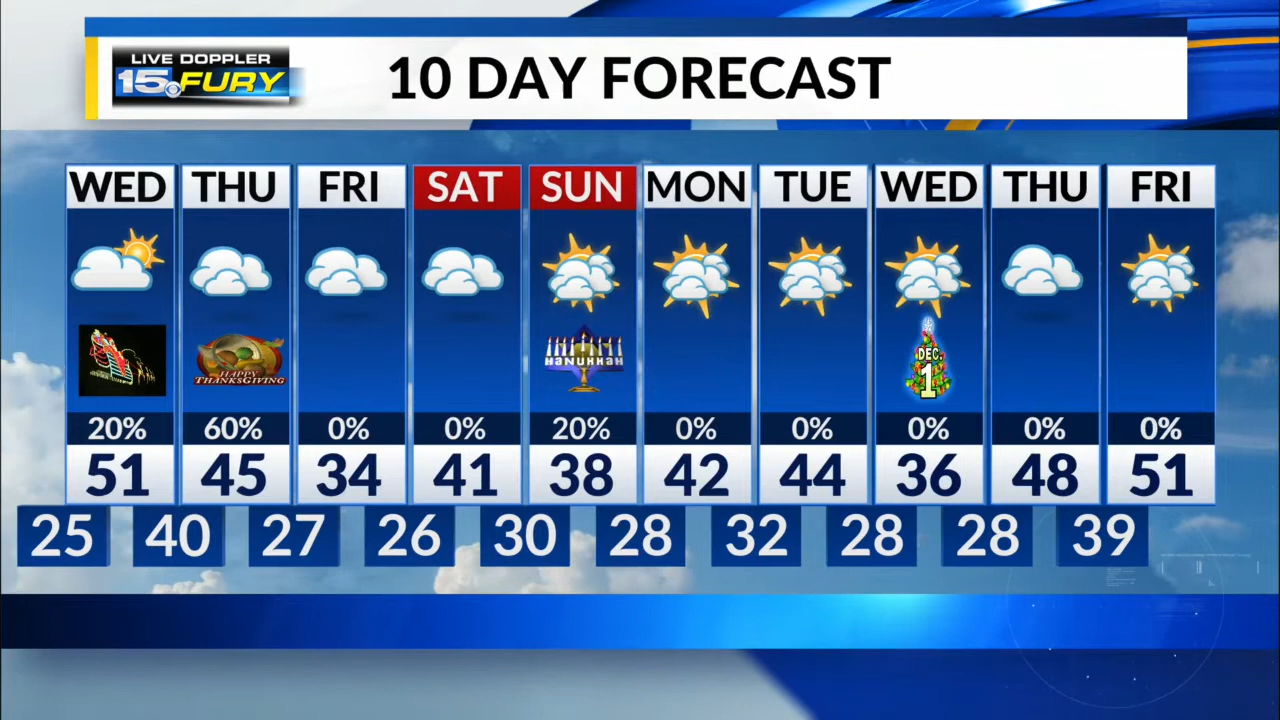 LIVE DOPPLER
15 FURY
10 DAY FORECAST
WED THU FRI SAT SUN MON TUE WED THU FRI
HAPPY
THANKSGIVING
HANUKKAH
DEC.
1
20% 60% 0% 0% 20% 0% 0% 0% 0% 0%
51 45 34 41 38 42 44 36 48 51
25 40 27 26 30 28 32 28 28 39